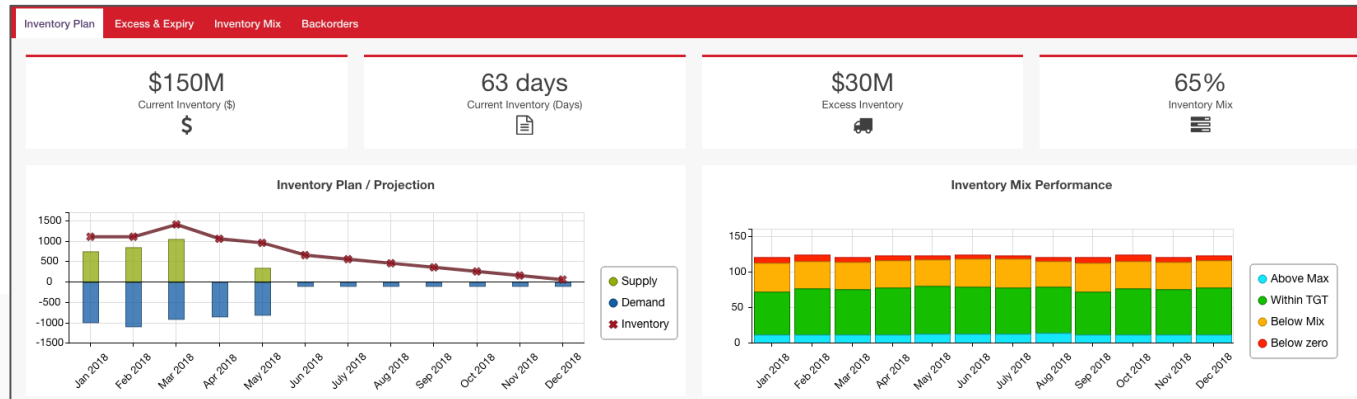 Inventory Plan Excess & Expiry Inventory Mix Backorders
$150M
Current Inventory ($)
$
63 days
Current Inventory (Days)
$30M
Excess Inventory
65%
Inventory Mix
Inventory Plan / Projection
1500
1000
500
0
-500
-1000
-1500
Jan 2018 Feb 2018 Mar 2018 Apr 2018 May 2018 Jun 2018 July 2018 Aug 2018 Sep 2018 Oct 2018 Nov 2018 Dec 2018
Supply
Demand
Inventory
Inventory Mix Performance
150
100
50
0
Jan 2018 Feb 2018 Mar 2018 Apr 2018 May 2018 Jun 2018 July 2018 Aug 2018 Sep 2018 Oct 2018 Nov 2018 Dec 2018
Above Max
Within TGT
Below Mix
Below zero